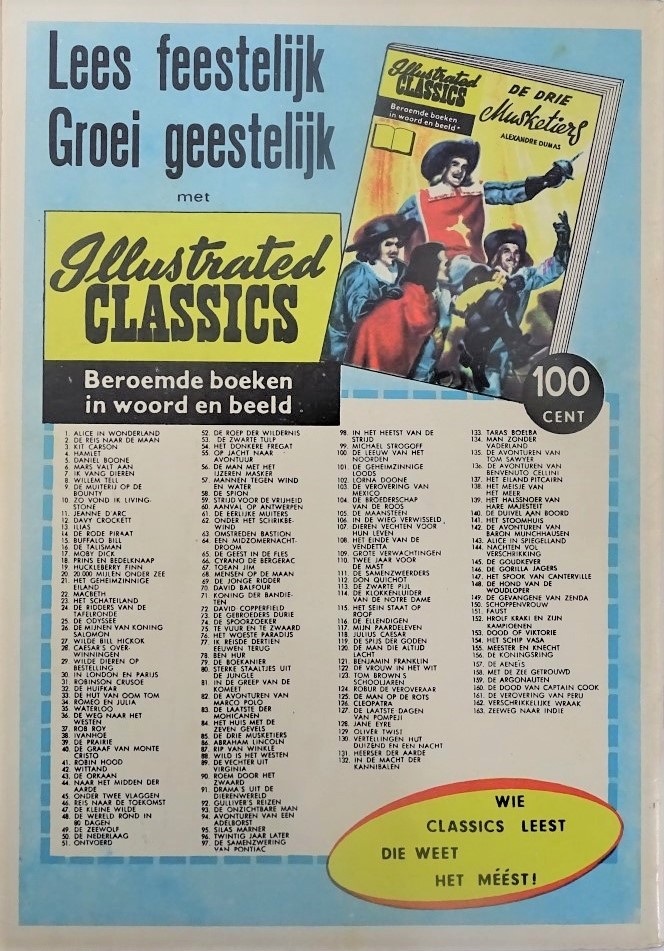 Lees feestelijk
Groei geestelijk
met
Illustrated
CLASSICS
Beroemde boeken
in woord en beeld
Illustrated
CLASSICS
Beroemde boeken
in woord en beeld
DE DRIE
Musketiers
ALEXANDRE DUMAS
100
CENT
1. ALICE IN WONDERLAND
2. DE REIS NAAR DE MAAN
3. KIT CARSON
4. HAMLET
5. DANIEL BOONE
6. MARS VALT AAN
7. IK VANG DIEREN
8. WILLEM TELL
9. DE MUITERIJ OP DE
BOUNTY
10. ZO VOND IK LIVING-
STONE
11. JEANNE D'ARC
12. DAVY CROCKETT
13. ILIAS
14. DE RODE PIRAAT
15. BUFFALO BILL
16. DE TALISMAN
17. MOBY DICK
18. PRINS EN BEDELKNAAP
19. HUCKLEBERRY FINN
20. 20.000 MIJLEN ONDER ZEE
21. HET GEHEIMZINNIGE
EILAND
22. MACBETH
23. HET SCHATEILAND
24. DE RIDDERS VAN DE
TAFELRONDE
25. DE ODYSSEE
26. DE MIJNEN VAN KONING
SALOMON
27. WILDE BILL HICKOK
28. CAESAR'S OVER-
WINNINGEN
29. WILDE DIEREN OP
BESTELLING
30. IN LONDEN EN PARIJS
31. ROBINSON CRUSOE
32. DE HUIFKAR
33. DE HUT VAN OOM TOM
34. ROMEO EN JULIA
35. WATERLOO
36. DE WEG NAAR HET
WESTEN
37. ROB ROY
38. IVANHOE
39. DE PRAIRIE
40. DE GRAAF VAN MONTE
CRISTO
41. ROBIN HOOD
42. WITTAND
43. DE ORKAAN
44. NAAR HET MIDDEN DER
AARDE
45. ONDER TWEE VLAGGEN
46. REIS NAAR DE TOEKOMST
47. DE KLEINE WILDE
48. DE WERELD ROND IN
80 DAGEN
49. DE ZEEWOLF
50. DE NEDERLAAG
51. ONTVOERD
52. DE ROEP DER WILDERNIS
53. DE ZWARTE TULP
54. HET DONKERE FREGAT
55. OP JACHT NAAR
AVONTUUR
56. DE MAN MET HET
IJZEREN MASKER
57. MANNEN TEGEN WIND
EN WATER
58. DE SPION
59. STRIJD VOOR DE VRIJHEID
60. AANVAL OP ANTWERPEN
61. DE EERLIJKE MUITERS
62. ONDER HET SCHRIKBE-
WIND
63. OMSTREDEN BASTION
64. EEN MIDZOMERNACHT-
DROOM
65. DE GEEST IN DE FLES
66. CYRANO DE BERGERAC
67. TOEAN JIM
68. MENSEN OP DE MAAN
69. DE JONGE RIDDER
70. DAVID BALFOUR
71. KONING DER BANDIE-
TEN
72. DAVID COPPERFIELD
73. DE GEBROEDERS DURIE
74. DE SPOORZOEKER
75. TE VUUR EN TE ZWAARD
76. HET WOESTE PARADIJS
77. IK REISDE DERTIEN
EEUWEN TERUG
78. BEN HUR
79. DE BOEKANIER
80. STERKE STAALTJES UIT
DE JUNGLE
81. IN DE GREEP VAN DE
KOMEET
82. DE AVONTUREN VAN
MARCO POLO
83. DE LAATSTE DER
MOHICANEN
84. HET HUIS MET DE
ZEVEN GEVELS
85. DE DRIE MUSKETIERS
86. ABRAHAM LINCOLN
87. RIP VAN WINKLE
88. WILD IS HET WESTEN
89. DE VECHTER UIT
VIRGINIA
90. ROEM DOOR HET
ZWAARD
91. DRAMA'S UIT DE
DIERENWERELD
92. GULLIVER'S REIZEN
93. DE ONZICHTBARE MAN
94. AVONTUREN VAN EEN
ADELBORST
95. SILAS MARNER
96. TWINTIG JAAR LATER
97. DE SAMENZWERING
VAN PONTIAC
98. IN HET HEETST VAN DE
STRIJD
99. MICHAEL STROGOFF
100. DE LEEUW VAN HET
NOORDEN
101. DE GEHEIMZINNIGE
LOODS
102. LORNA DOONE
103. DE VEROVERING VAN
MEXICO
104. DE BROEDERSCHAP
VAN DE ROOS
105. DE MAANSTEEN
106. IN DE WIEG VERWISSELD
107. DIEREN VECHTEN VOOR
HUN LEVEN
108. HET EINDE VAN DE
VENDETTA
109. GROTE VERWACHTINGEN
110. TWEE JAAR VOOR
DE MAST
111. DE SAMENZWEERDERS
112. DON QUICHOT
113. DE ZWARTE PIJL
114. DE KLOKKENLUIDER
VAN DE NOTRE DAME
115. HET SEIN STAAT OP
ROOF
116. DE ELLENDIGEN
117. MIJN PAARDELEVEN
118. JULIUS CAESAR
119. DE SPIJS DER GODEN
120. DE MAN DIE ALTIJD
LACHT
121. BENJAMIN FRANKLIN
122. DE VROUW IN HET WIT
123. TOM BROWN'S
SCHOOLJAREN
124. ROBUR DE VEROVERAAR
125. DE MAN OP DE ROTS
126. CLEOPATRA
127. DE LAATSTE DAGEN
VAN POMPEJI
128. JANE EYRE
129. OLIVER TWIST
130. VERTELLINGEN HUT
DUIZEND EN EEN NACHT
131. HEERSER DER AARDE
132. IN DE MACHT DER
KANNIBALEN
133. TARAS BOELBA
134. MAN ZONDER
VADERLAND
135. DE AVONTUREN VAN
TOM SAWYER
136. DE AVONTUREN VAN
BENVENUTO CELLINI
137. HET EILAND PITCAIRN
138. HET MEISJE VAN
HET MEER
139. HET HALSSNOER VAN
HARE MAJESTEIT
140. DE DUIVEL AAN BOORD
141. HET STOOMHUIS
142. DE AVONTUREN VAN
BARON MUNCHHAUSEN
143. ALICE IN SPIEGELLAND
144. NACHTEN VOL
VERSCHRIKKING
145. DE GOUDKEVER
146. DE GORILLA JAGERS
147. HET SPOOK VAN CANTERVILLE
148. DE HOND VAN DE
WOUDLOPER
149. DE GEVANGENE VAN ZENDA
150. SCHOPPENVROUW
151. FAUST
152. HROLF KRAKI EN ZIJN
KAMPIOENEN
153. DOOD OF VIKTORIE
154. HET SCHIP VASA
155. MEESTER EN KNECHT
156. DE KONINGSRING
157. DE AENEÏS
158. MET DE ZEE GETROUWD
159. DE ARGONAUTEN
160. DE DOOD VAN CAPTAIN COOK
161. DE VEROVERING VAN PERU
162. VERSCHRIKKELIJKE WRAAK
163. ZEEWEG NAAR INDIE
WIE
CLASSICS LEEST
DIE WEET
HET MÉÉST!